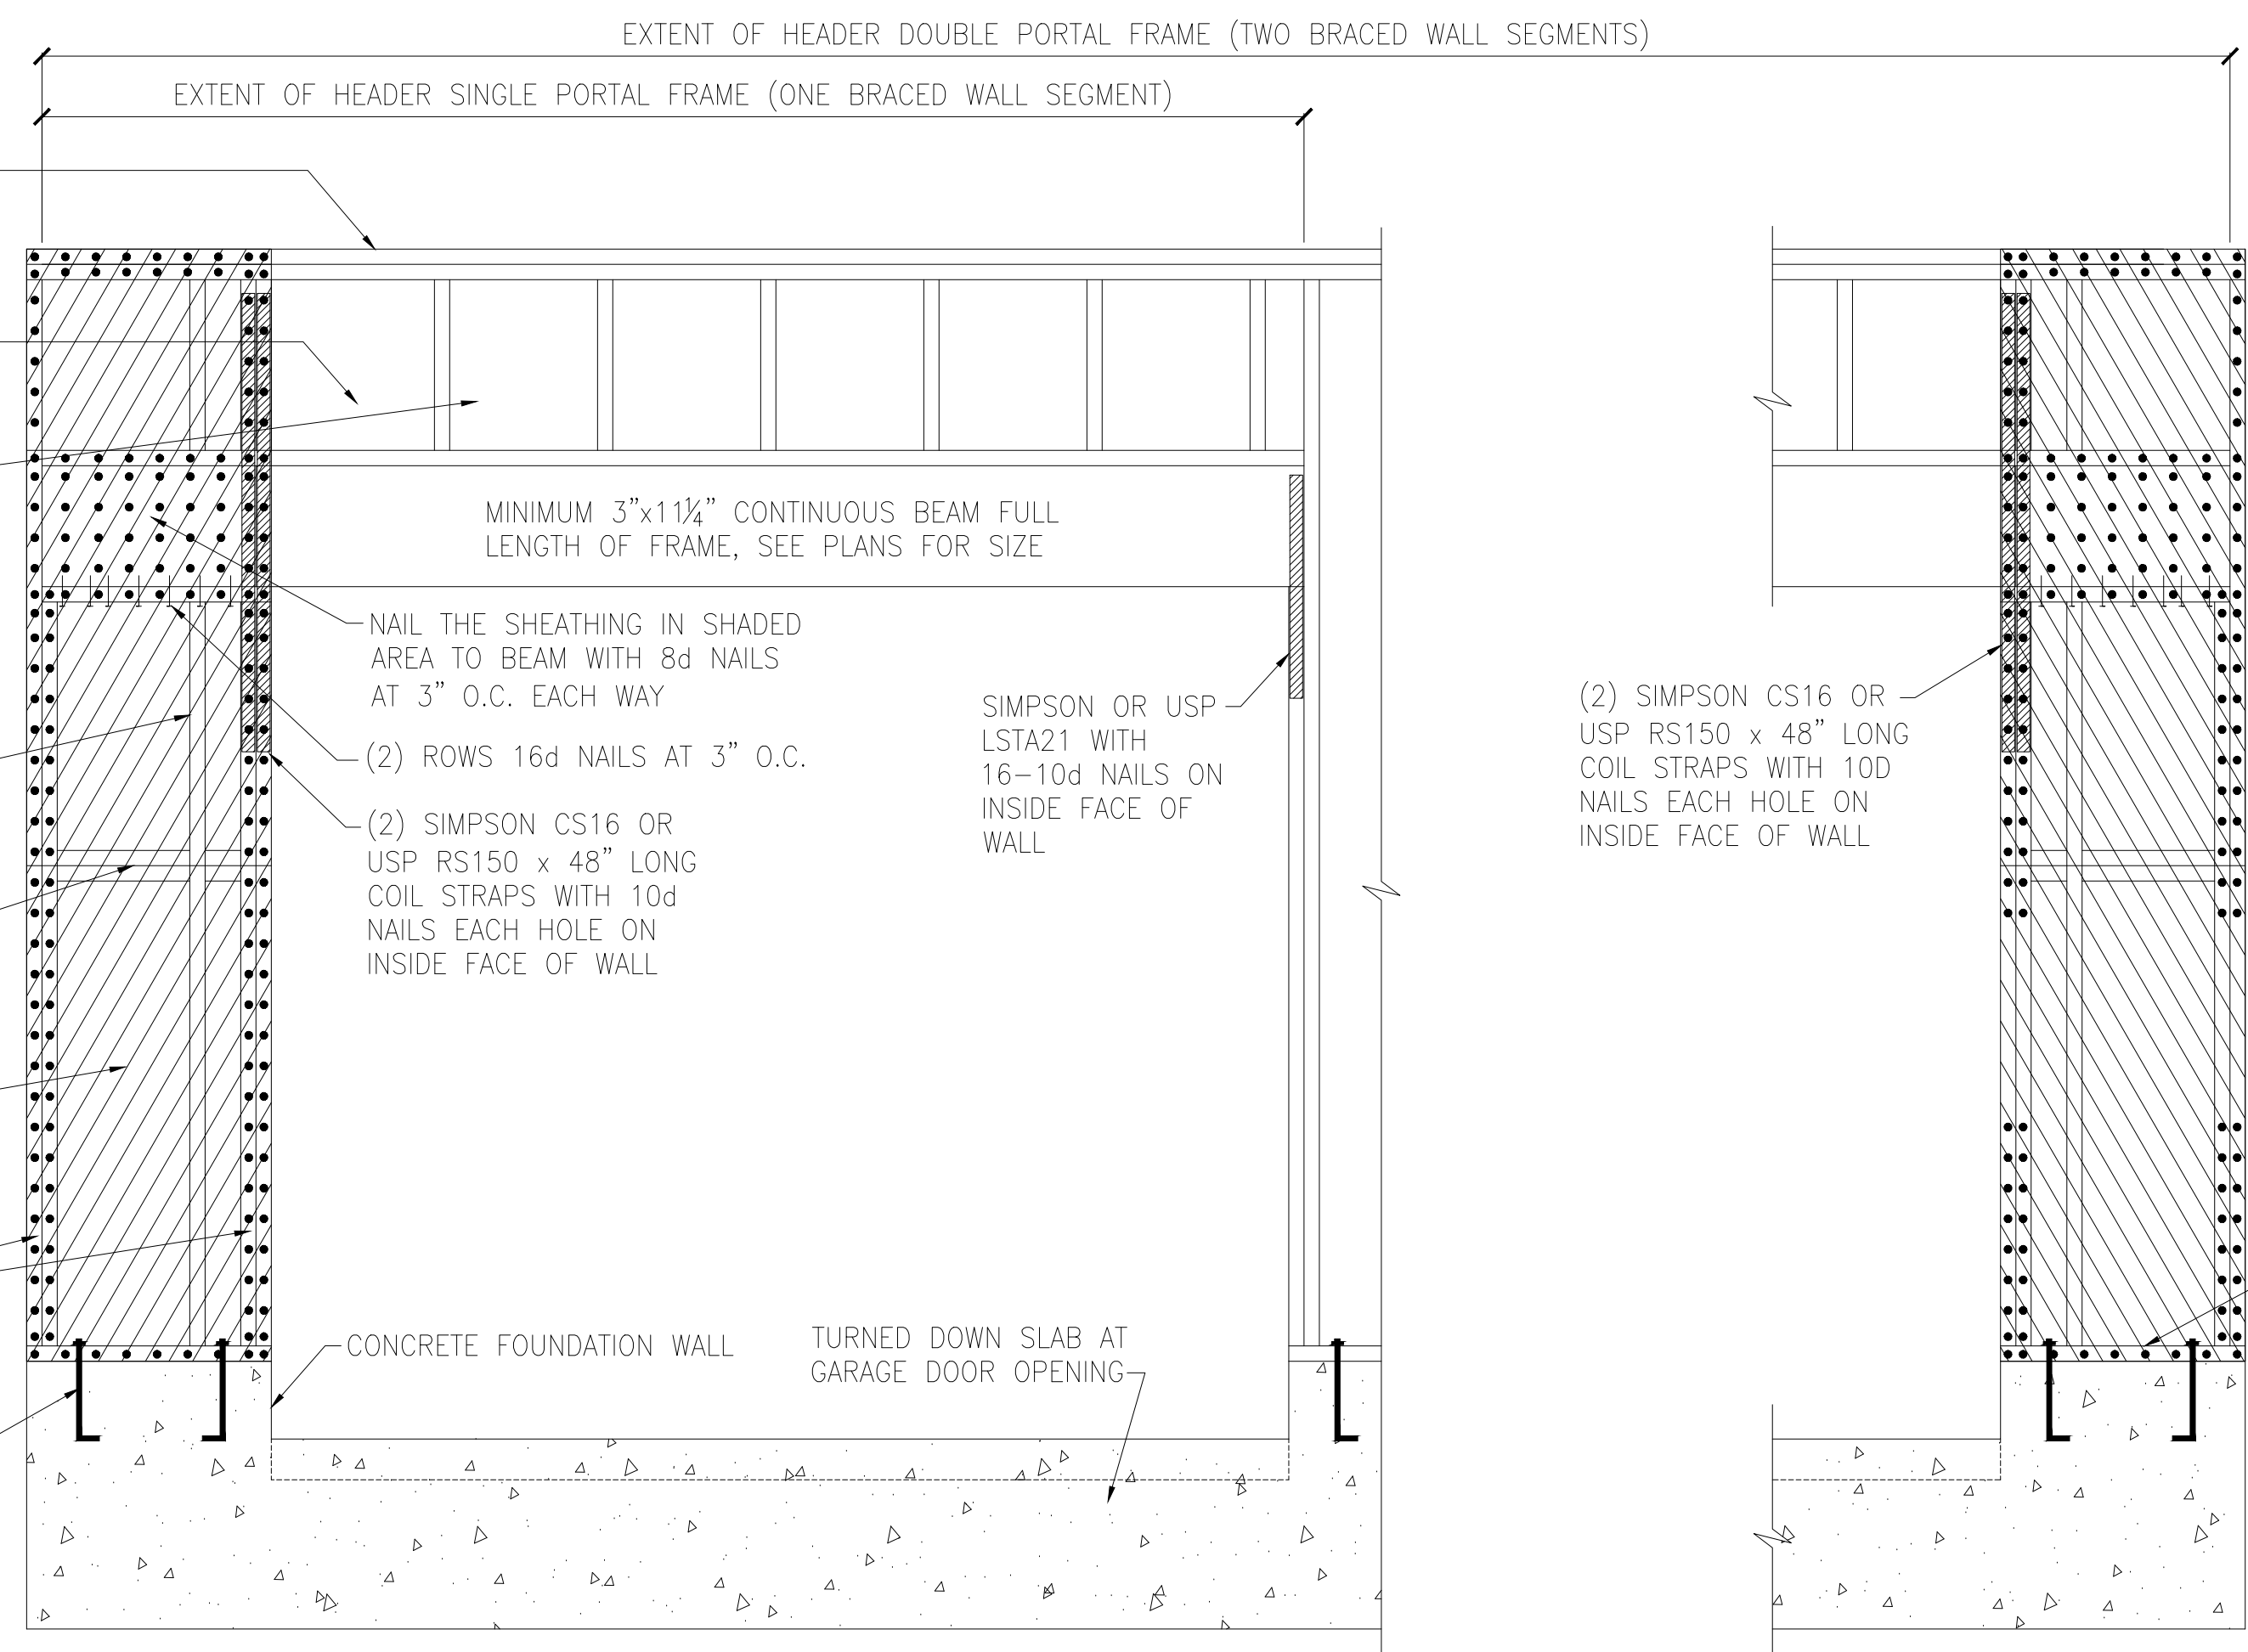 EXTENT OF HEADER DOUBLE PORTAL FRAME (TWO BRACED WALL SEGMENTS)
EXTENT OF HEADER SINGLE PORTAL FRAME (ONE BRACED WALL SEGMENT)
MINIMUM 3"x11¼" CONTINUOUS BEAM FULL
LENGTH OF FRAME, SEE PLANS FOR SIZE
NAIL THE SHEATHING IN SHADED
AREA TO BEAM WITH 8d NAILS
AT 3" O.C. EACH WAY
(2) ROWS 16d NAILS AT 3" O.C.
(2) SIMPSON CS16 OR
USP RS150 x 48" LONG
COIL STRAPS WITH 10d
NAILS EACH HOLE ON
INSIDE FACE OF WALL
SIMPSON OR USP
LSTA21 WITH
16-10d NAILS ON
INSIDE FACE OF
WALL
(2) SIMPSON CS16 OR
USP RS150 x 48" LONG
COIL STRAPS WITH 10D
NAILS EACH HOLE ON
INSIDE FACE OF WALL
CONCRETE FOUNDATION WALL
TURNED DOWN SLAB AT
GARAGE DOOR OPENING